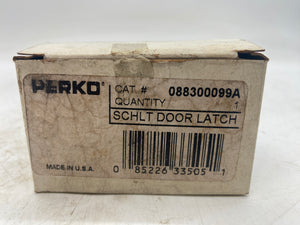 PERKO® CAT. # 088300099A
QUANTITY 1
SCHLT DOOR LATCH
MADE IN U.S.A.
0 85226 33505 1